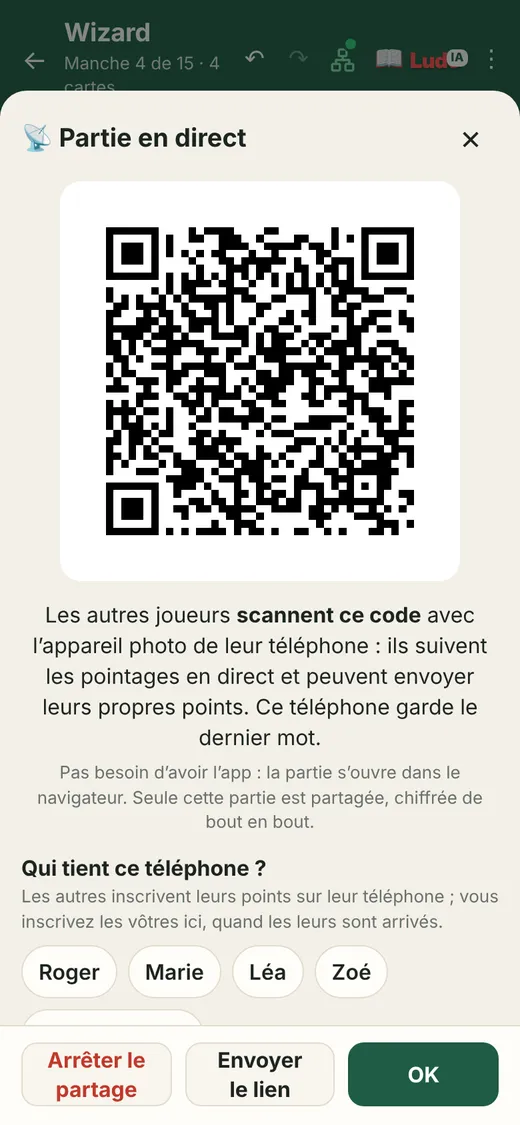 Wizard
Manche 4 de 15 · 4
cartes
LudIA
Partie en direct
Les autres joueurs scannent ce code avec
l’appareil photo de leur téléphone : ils suivent
les pointages en direct et peuvent envoyer
leurs propres points. Ce téléphone garde le
dernier mot.
Pas besoin d’avoir l’app : la partie s’ouvre dans le
navigateur. Seule cette partie est partagée, chiffrée de
bout en bout.
Qui tient ce téléphone ?
Les autres inscrivent leurs points sur leur téléphone ; vous
inscrivez les vôtres ici, quand les leurs sont arrivés.
Roger Marie Léa Zoé
Arrêter le
partage
Envoyer
le lien
OK